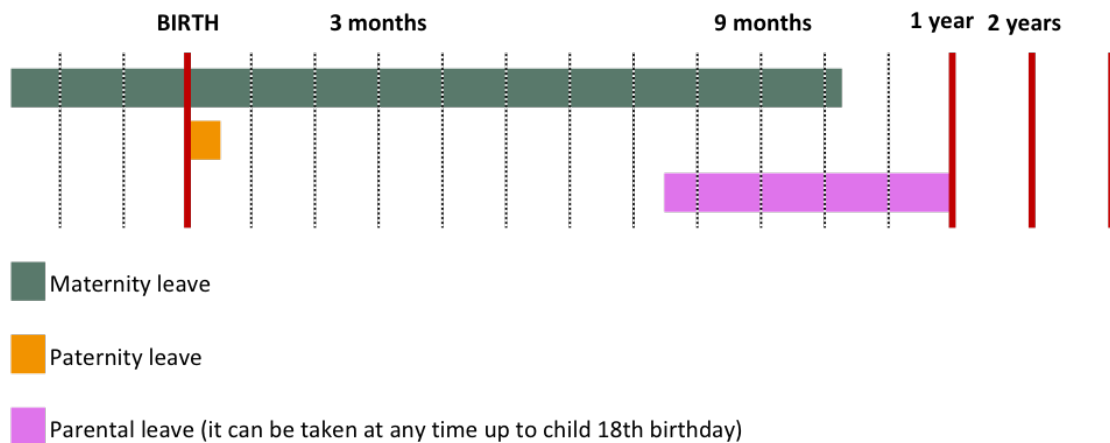 BIRTH 3 months 9 months 1 year 2 years
Maternity leave
Paternity leave
Parental leave (it can be taken at any time up to child 18th birthday)